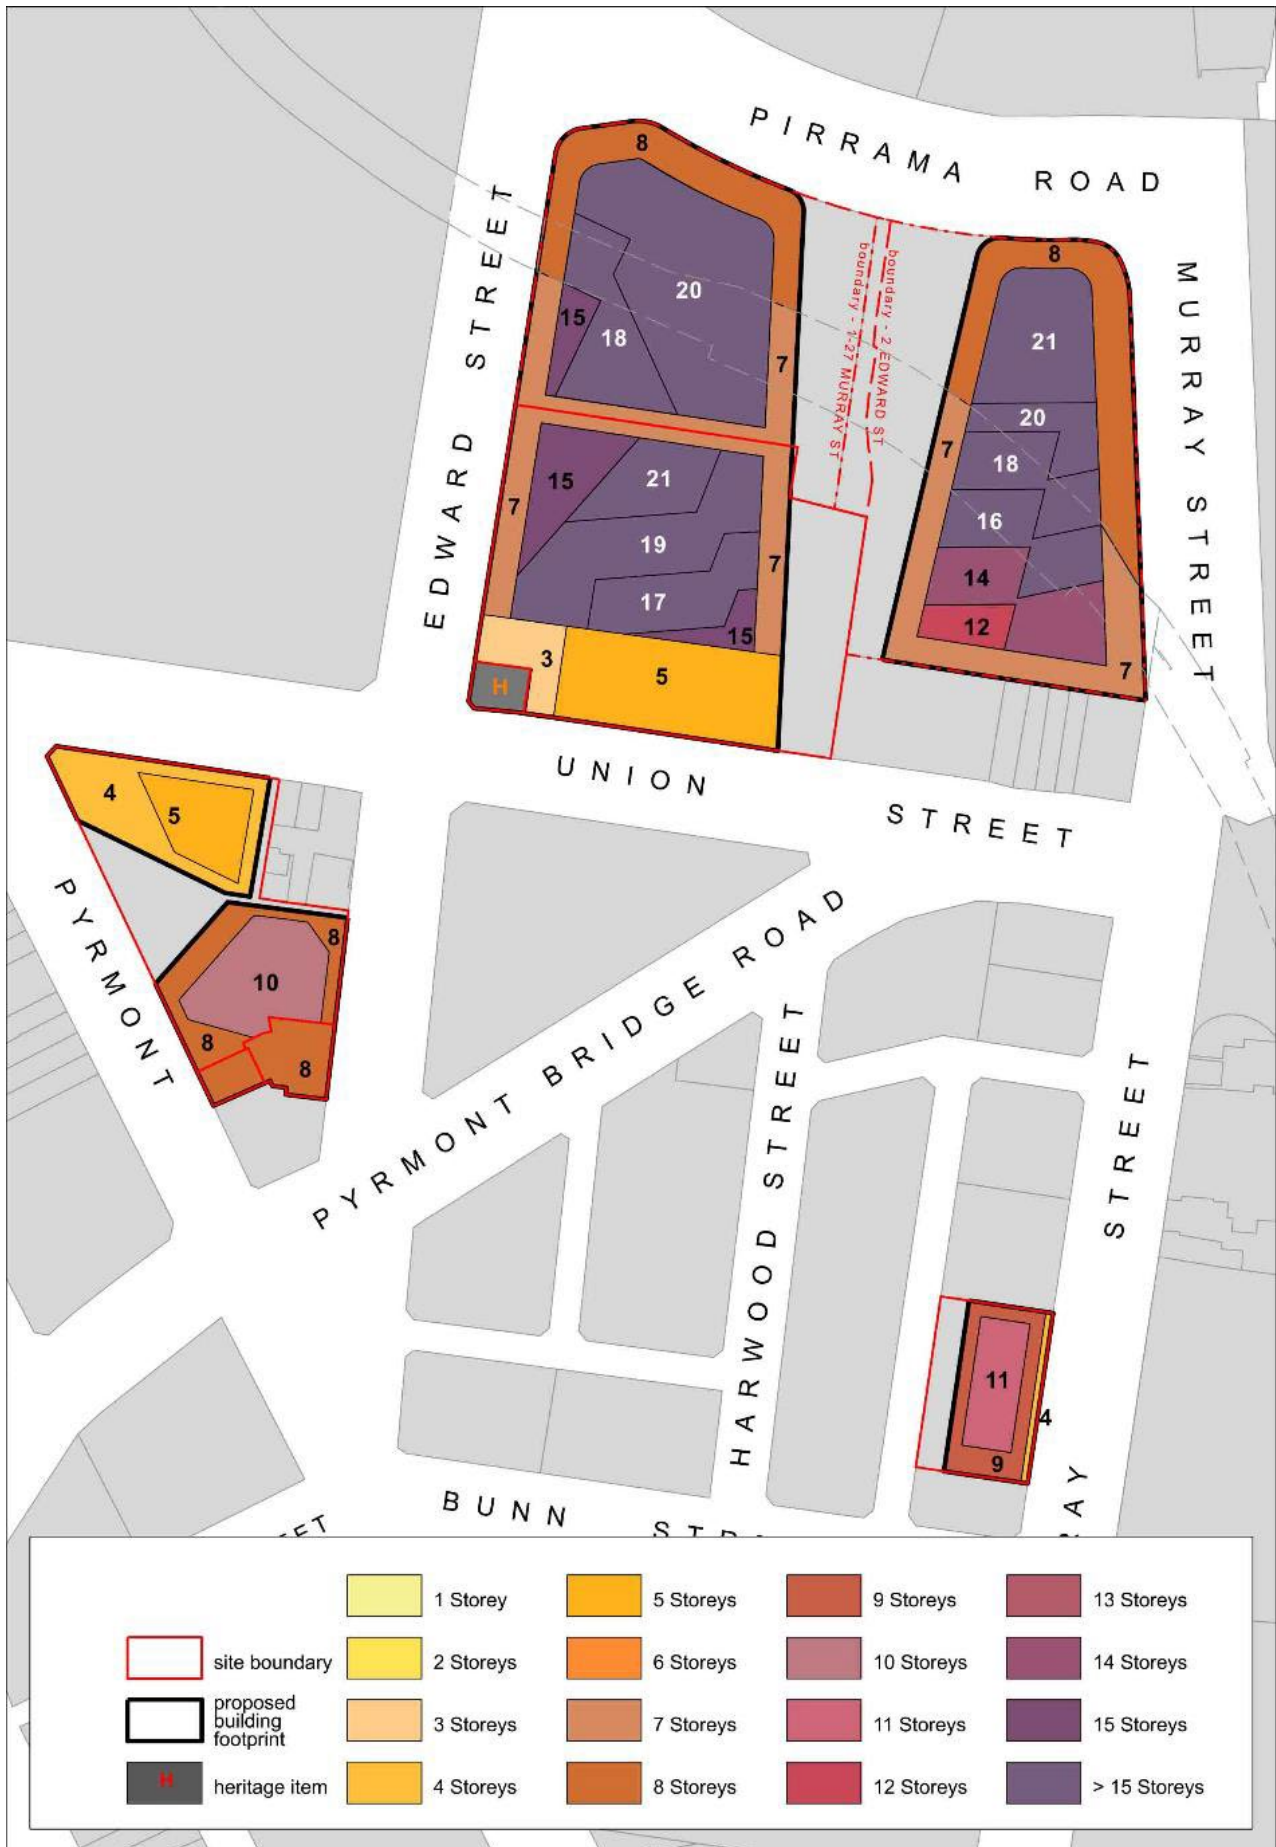 PIRRAMA ROAD
EDWARD STREET
MURRAY STREET
boundary - 1-27 MURRAY ST
boundary - 2 EDWARD ST
8
20
15
18
7
8
21
20
7
18
16
14
12
7
15
21
7
19
7
17
15
3
5
H
UNION STREET
4
5
PYRMONT
8
10
8
8
PYRMONT BRIDGE ROAD
HARWOOD STREET
STREET
11
4
9
RAY
BUNN
EET
1 Storey
2 Storeys
3 Storeys
4 Storeys
5 Storeys
6 Storeys
7 Storeys
8 Storeys
9 Storeys
10 Storeys
11 Storeys
12 Storeys
13 Storeys
14 Storeys
15 Storeys
> 15 Storeys
site boundary
proposed
building
footprint
H
heritage item